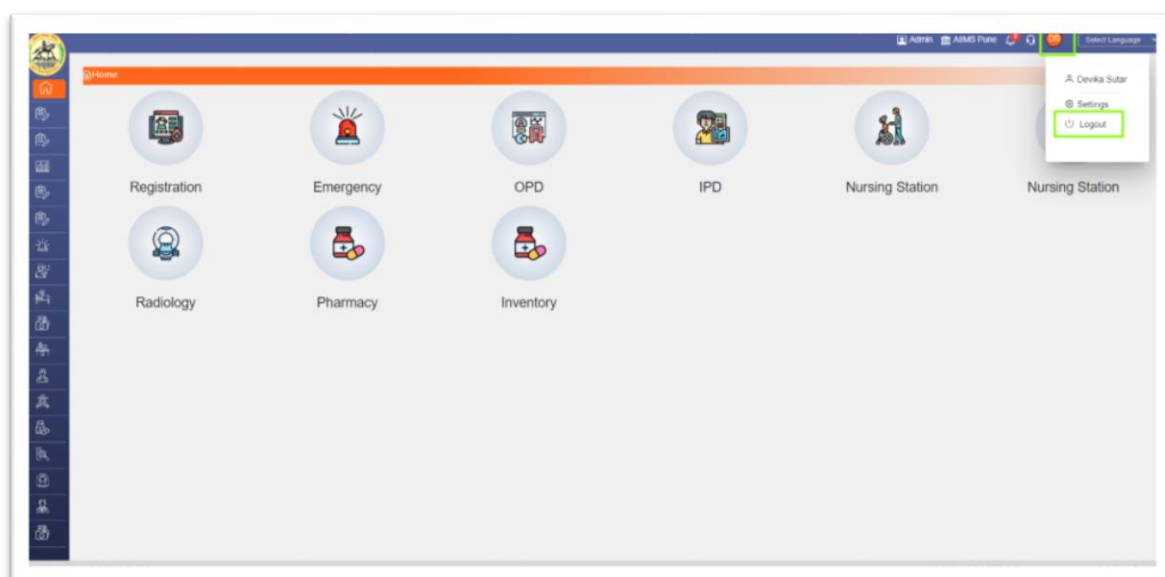 Admin AIIMS Pune DS Select Language
Home
Devika Sutar
Settings
Logout
Registration Emergency OPD IPD Nursing Station Nursing Station
Radiology Pharmacy Inventory